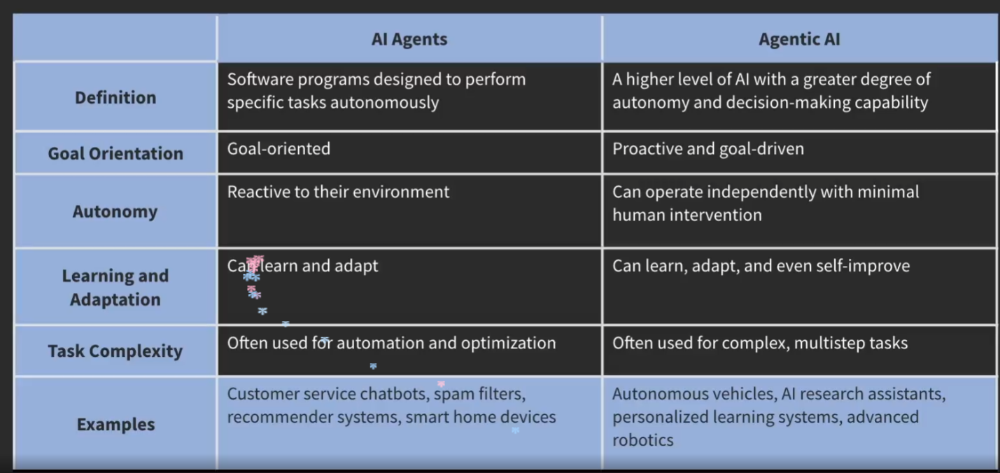 AI Agents
Agentic AI
Definition
Software programs designed to perform
specific tasks autonomously
A higher level of AI with a greater degree of
autonomy and decision-making capability
Goal Orientation
Goal-oriented
Proactive and goal-driven
Autonomy
Reactive to their environment
Can operate independently with minimal
human intervention
Learning and
Adaptation
Can learn and adapt
Can learn, adapt, and even self-improve
Task Complexity
Often used for automation and optimization
Often used for complex, multistep tasks
Examples
Customer service chatbots, spam filters,
recommender systems, smart home devices
Autonomous vehicles, AI research assistants,
personalized learning systems, advanced
robotics